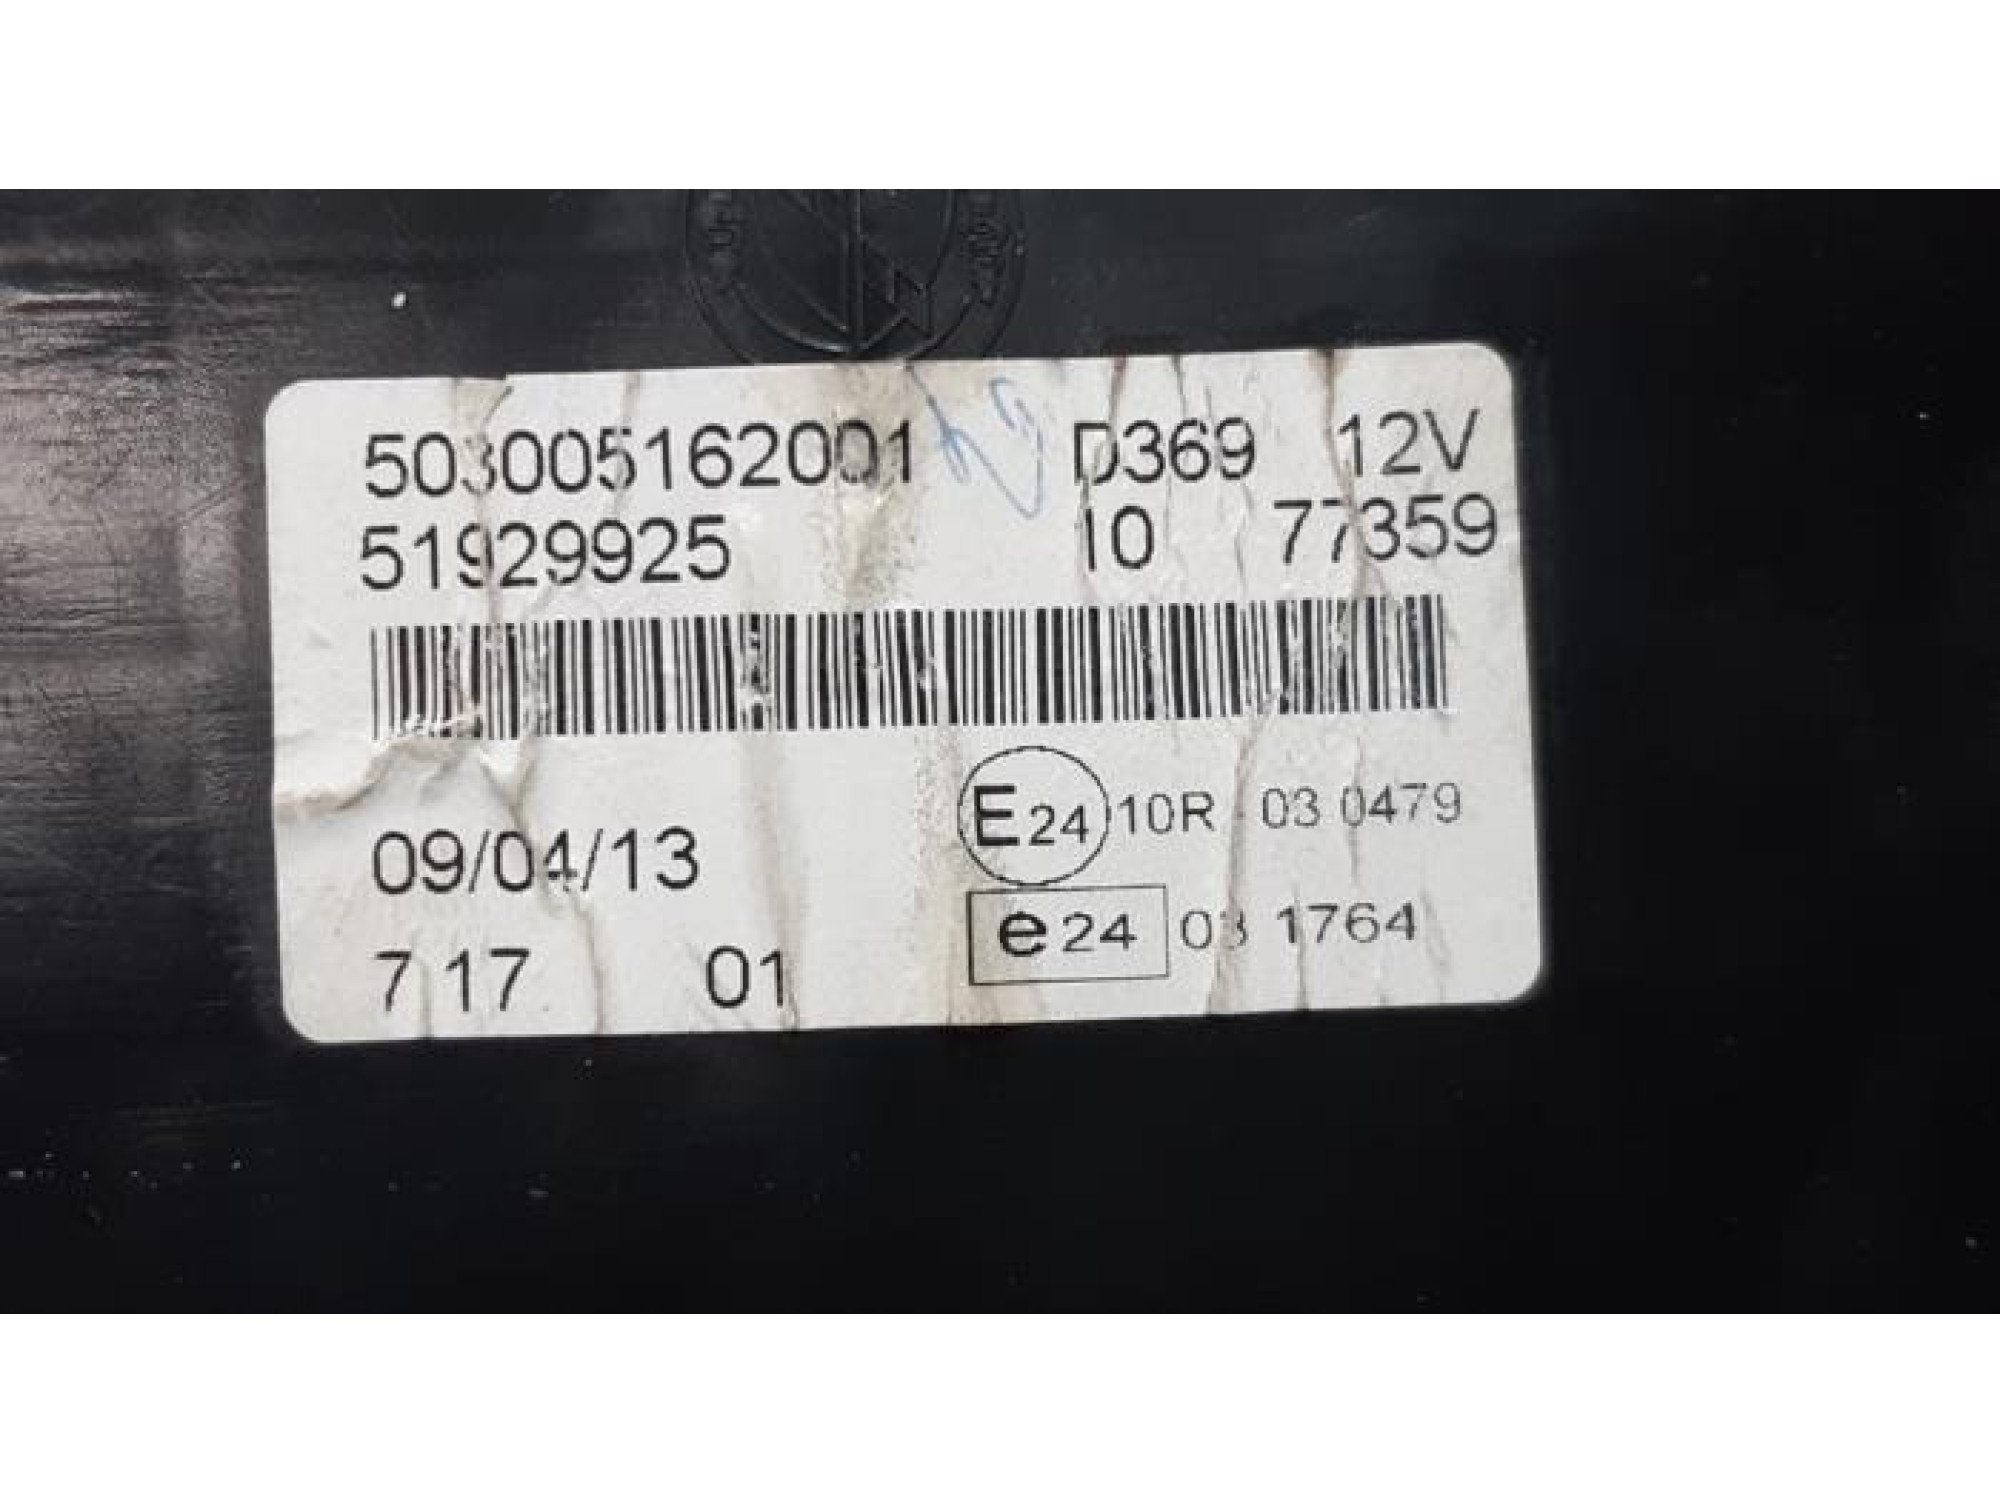 503005162001 D369 12V
51929925 10 77359
E24 10R 03 0479
09/04/13
e24 03 1764
7 17 01